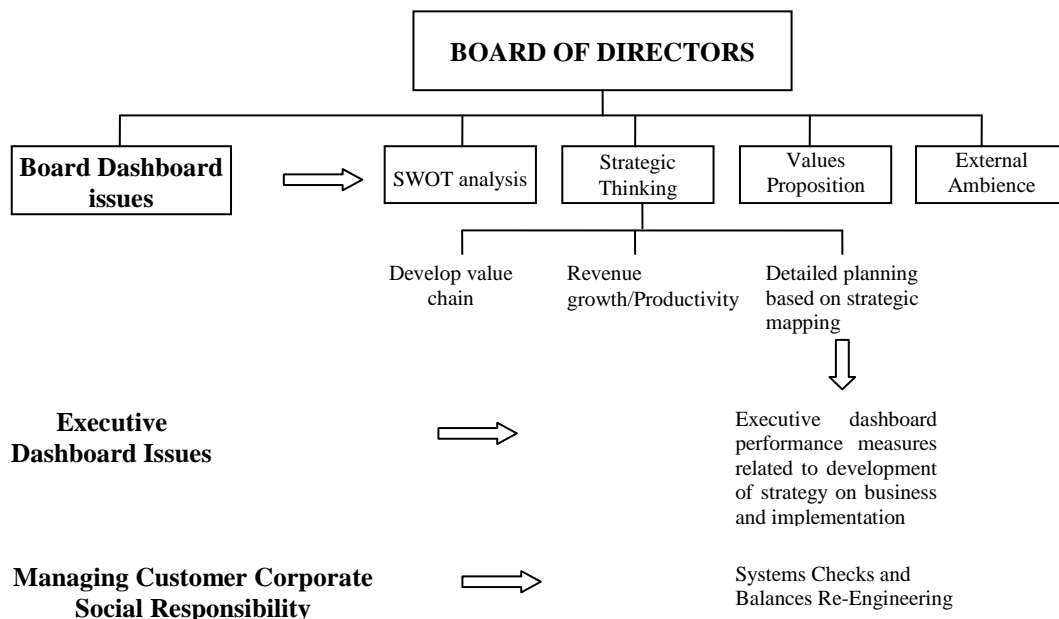 BOARD OF DIRECTORS
Board Dashboard
issues
SWOT analysis
Strategic
Thinking
Values
Proposition
External
Ambience
Develop value
chain
Revenue
growth/Productivity
Detailed planning
based on strategic
mapping
Executive
Dashboard Issues
Executive dashboard
performance measures
related to development
of strategy on business
and implementation
Managing Customer Corporate
Social Responsibility
Systems Checks and
Balances Re-Engineering